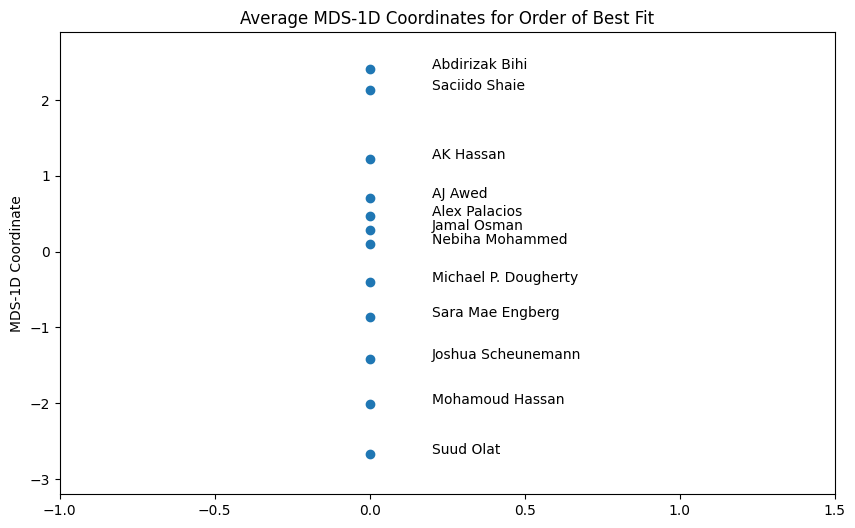 Average MDS-1D Coordinates for Order of Best Fit
MDS-1D Coordinate
2
1
0
−1
−2
−3
Abdirizak Bihi
Saciido Shaie
AK Hassan
AJ Awed
Alex Palacios
Jamal Osman
Nebiha Mohammed
Michael P. Dougherty
Sara Mae Engberg
Joshua Scheunemann
Mohamoud Hassan
Suud Olat
−1.0 −0.5 0.0 0.5 1.0 1.5